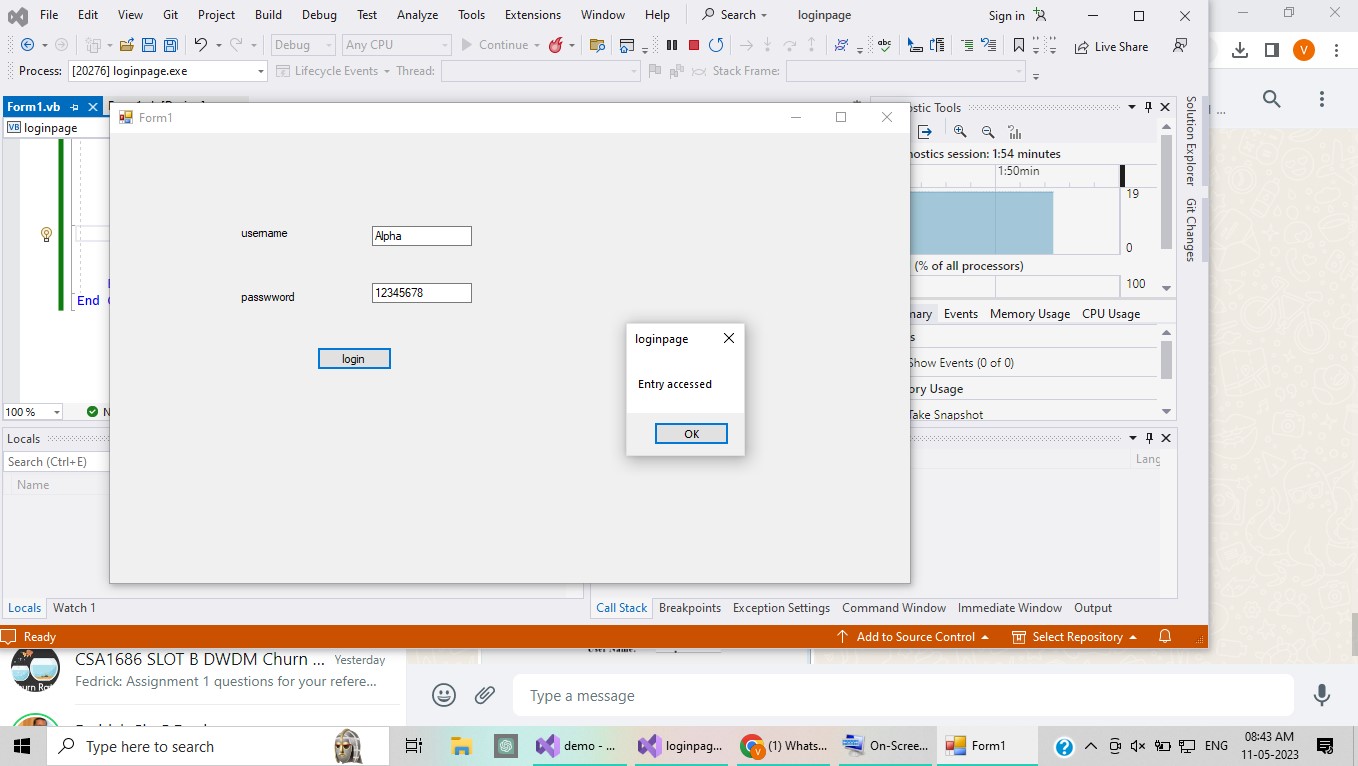 File Edit View Git Project Build Debug Test Analyze Tools Extensions Window Help Search loginpage Sign in
Debug Any CPU Continue Live Share
Process: [20276] loginpage.exe Lifecycle Events Thread: Stack Frame:
Form1.vb
VB loginpage
Form1
username Alpha
passwword 12345678
login
loginpage
Entry accessed
OK
End
100 %
Tools
session: 1:54 minutes
1:50min
19
0
(% of all processors)
100
Events Memory Usage CPU Usage
Show Events (0 of 0)
Usage
Take Snapshot
Solution Explorer
Git Changes
V
Locals
Search (Ctrl+E)
Name
Lang
Locals Watch 1
Call Stack Breakpoints Exception Settings Command Window Immediate Window Output
Ready Add to Source Control Select Repository
CSA1686 SLOT B DWDM Churn ... Yesterday
Fedrick: Assignment 1 questions for your refere...
User Name:
Type a message
Type here to search
demo - ... loginpag... (1) Whats... On-Scree... Form1
ENG 08:43 AM
11-05-2023